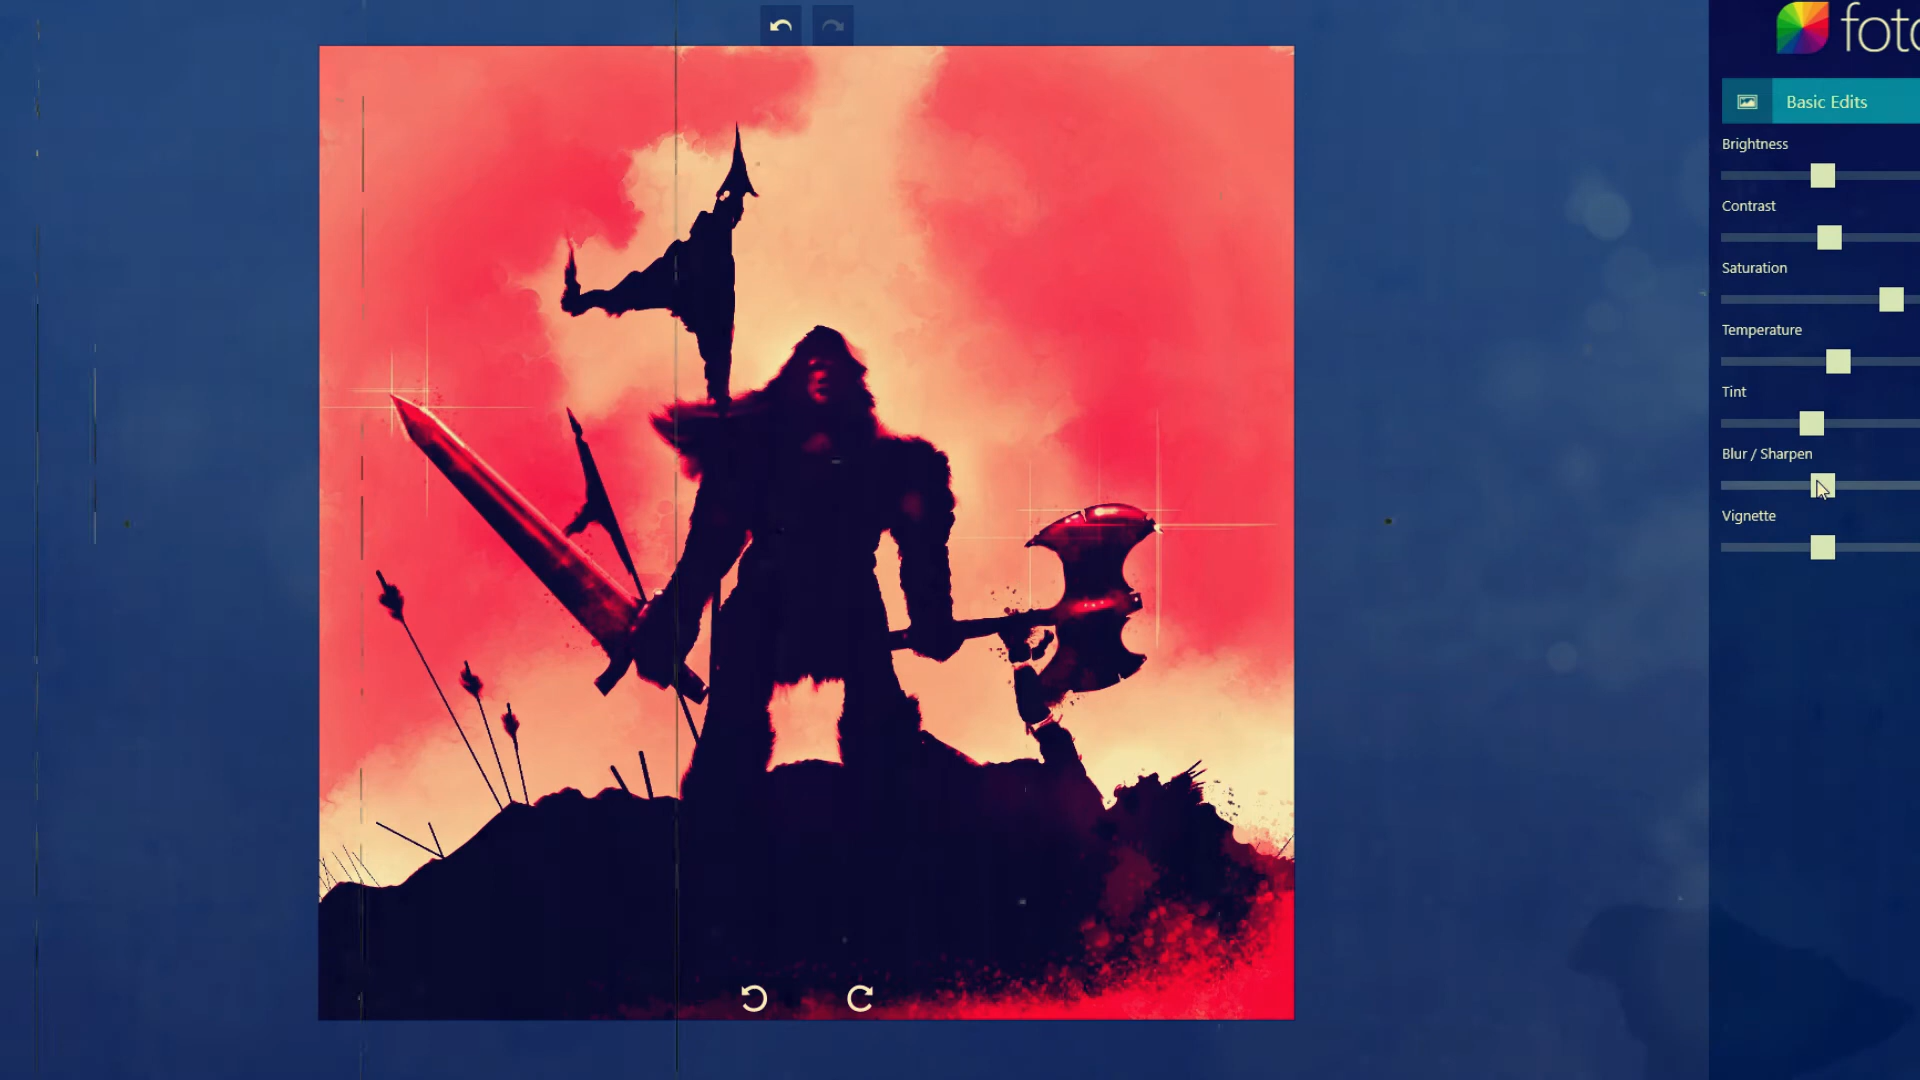 foto
Basic Edits
Brightness
Contrast
Saturation
Temperature
Tint
Blur / Sharpen
Vignette